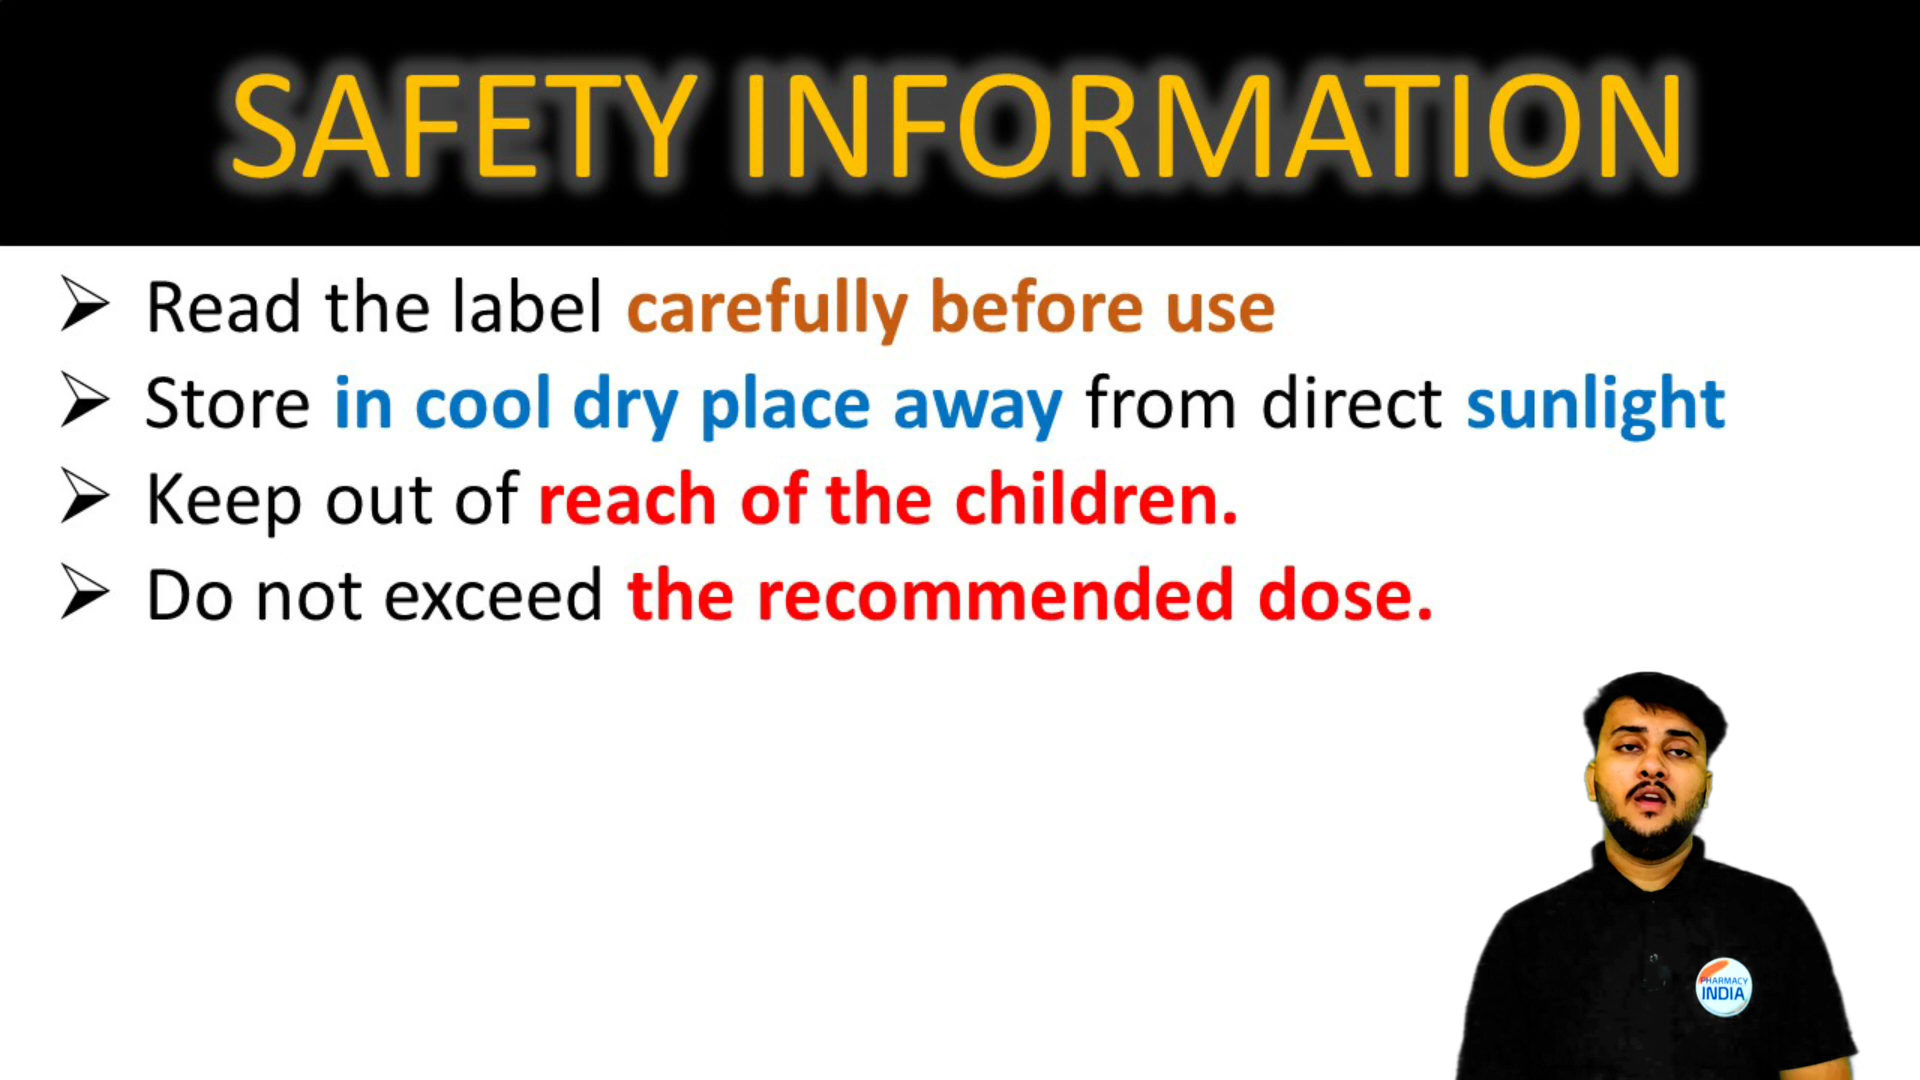 SAFETY INFORMATION
Read the label carefully before use
Store in cool dry place away from direct sunlight
Keep out of reach of the children.
Do not exceed the recommended dose.
PHARMACY
INDIA